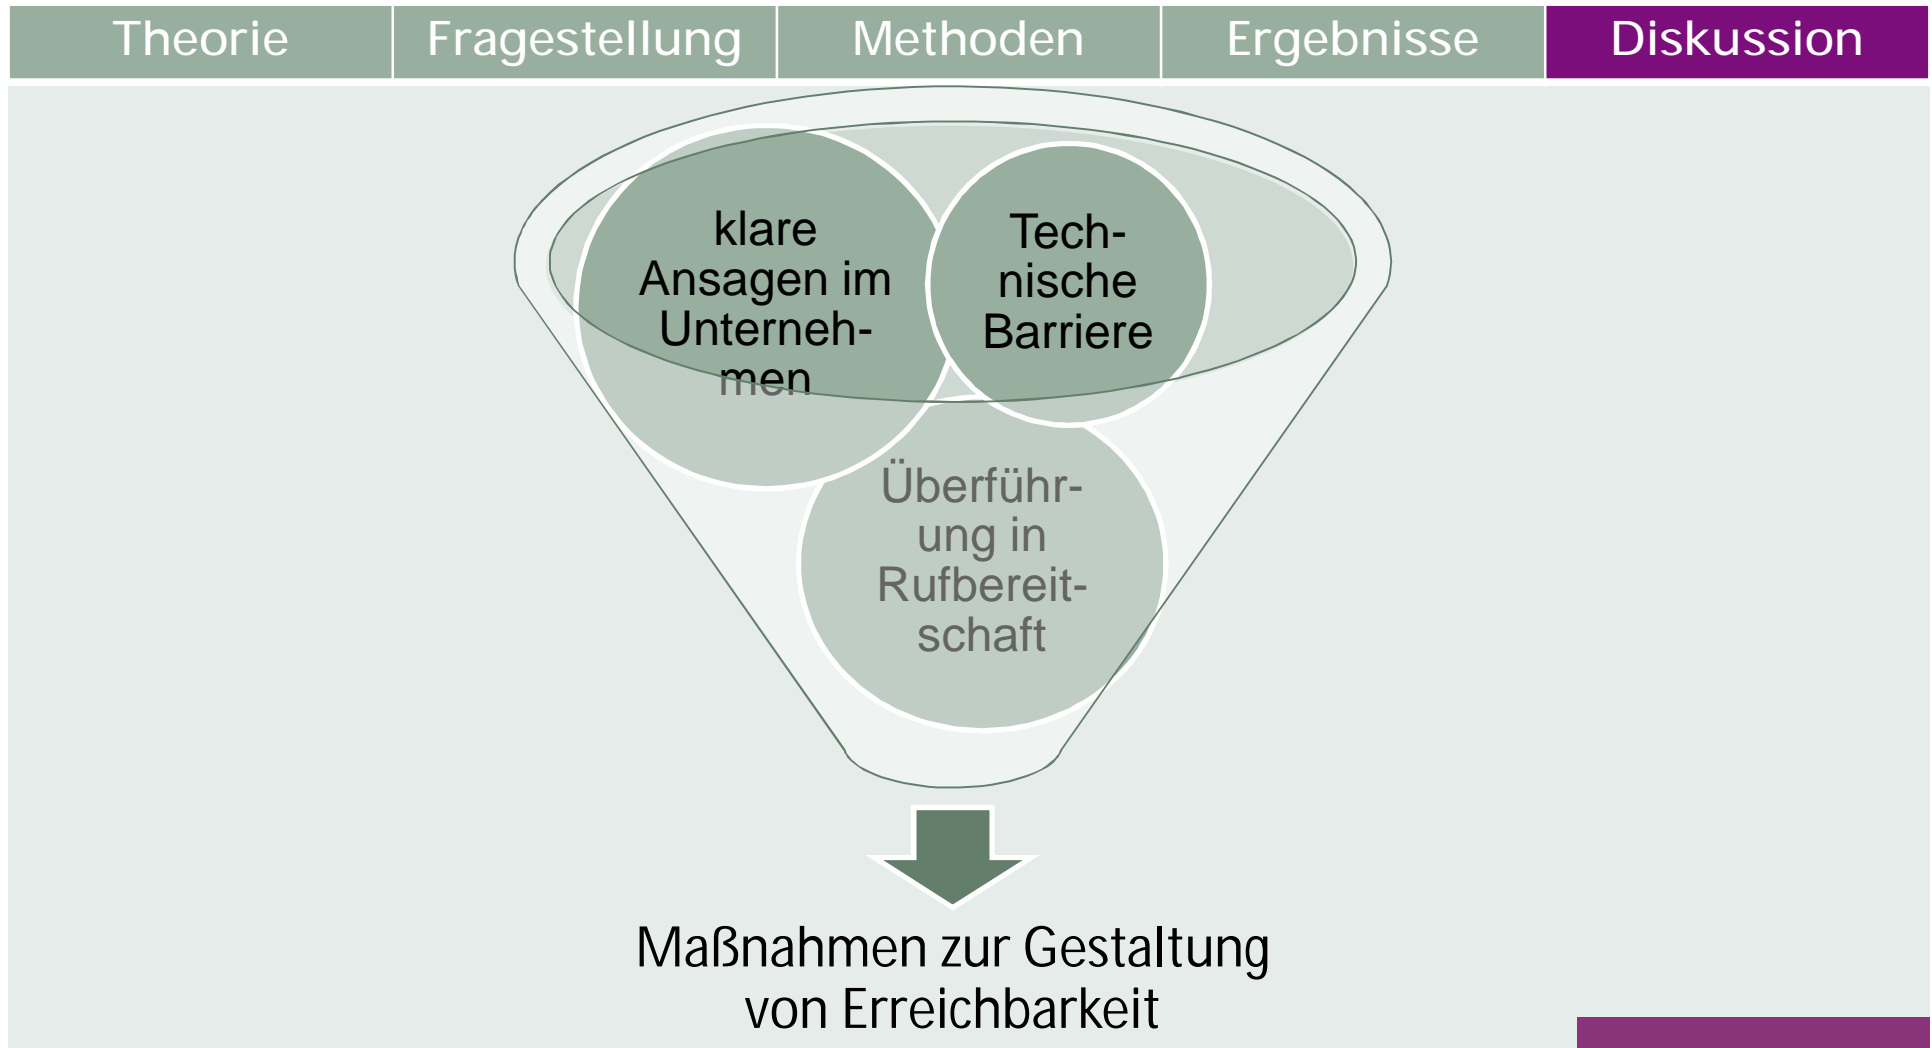 Theorie
Fragestellung
Methoden
Ergebnisse
Diskussion
klare
Ansagen im
Unterneh-
men
Tech-
nische
Barriere
Überführ-
ung in
Rufbereit-
schaft
Maßnahmen zur Gestaltung
von Erreichbarkeit